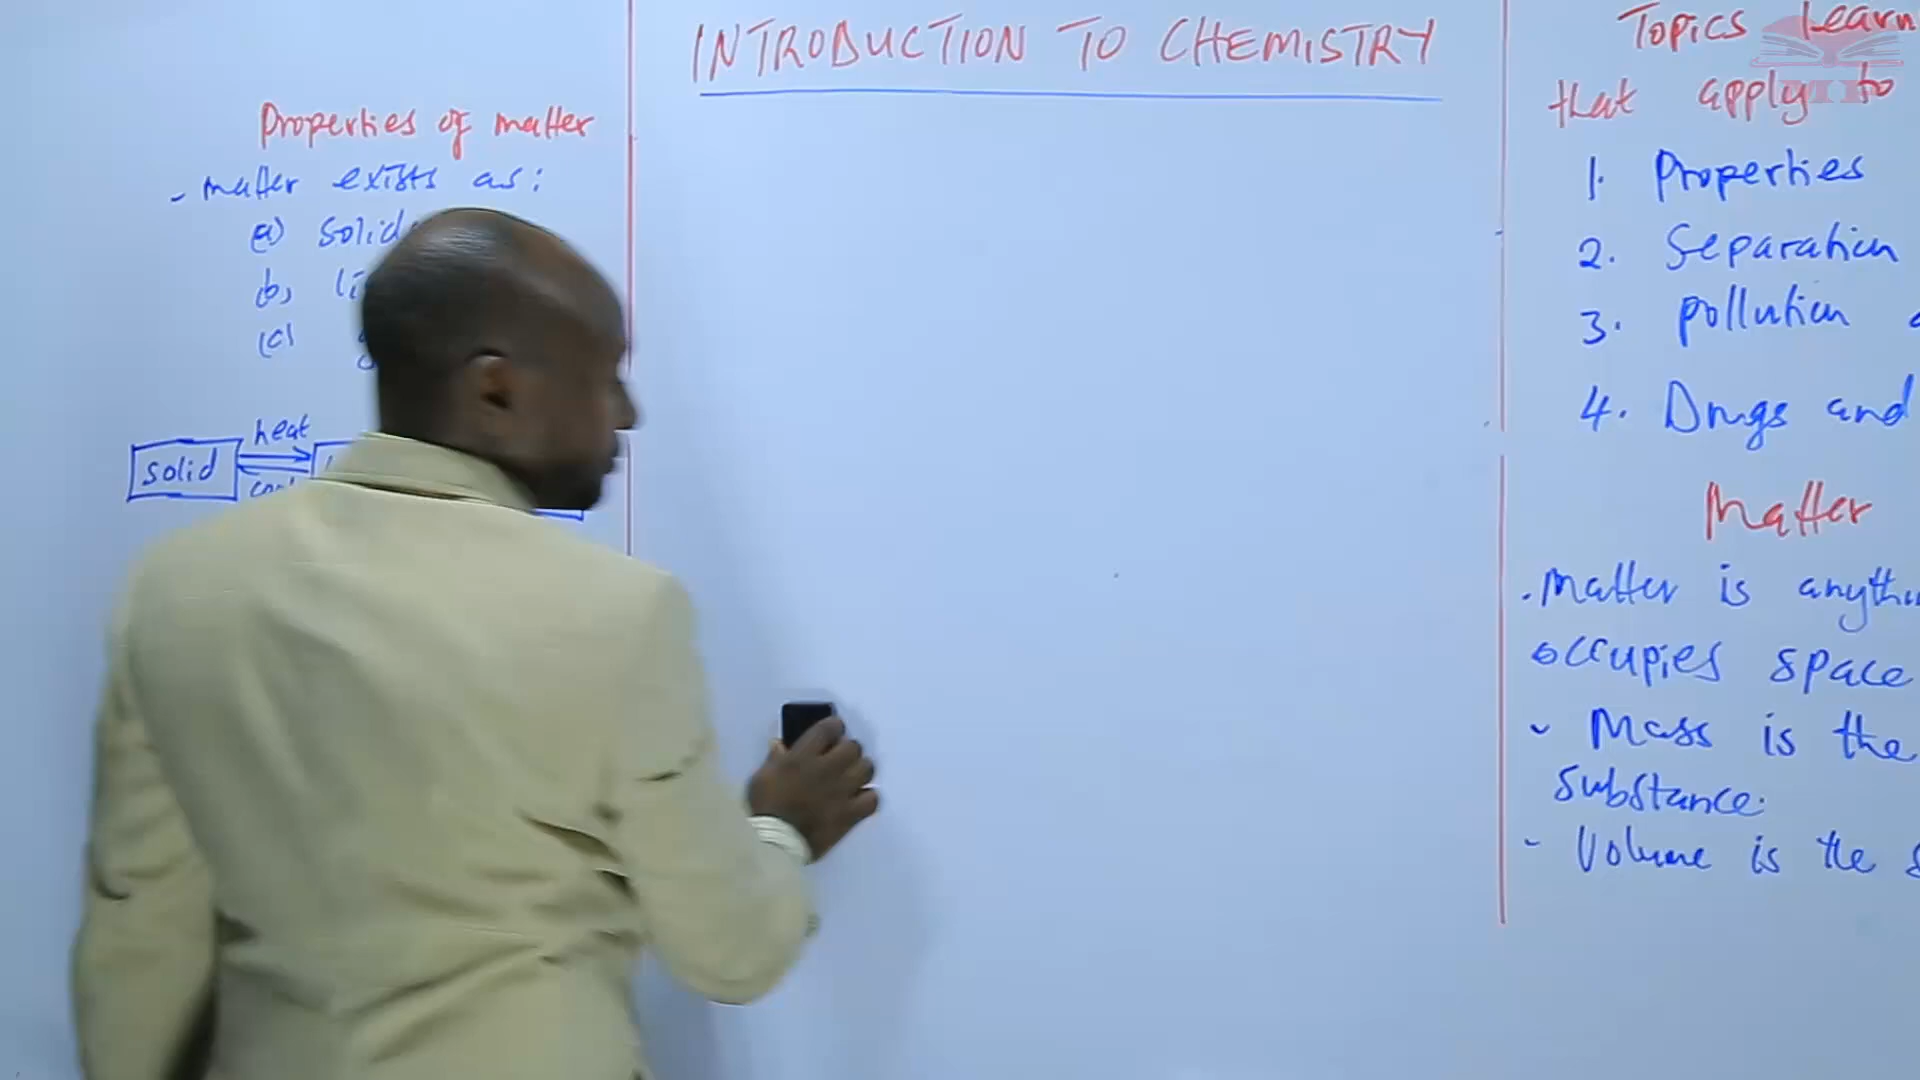 INTRODUCTION TO CHEMISTRY
Properties of matter
- matter exists as:
(a) Solid
(b)
(c)
heat
solid
Topics Learn
that apply to
1. Properties
2. Separation
3. pollution
4. Drugs and
Matter
. Matter is
occupies space
- Mass is the
substance.
- Volume is the